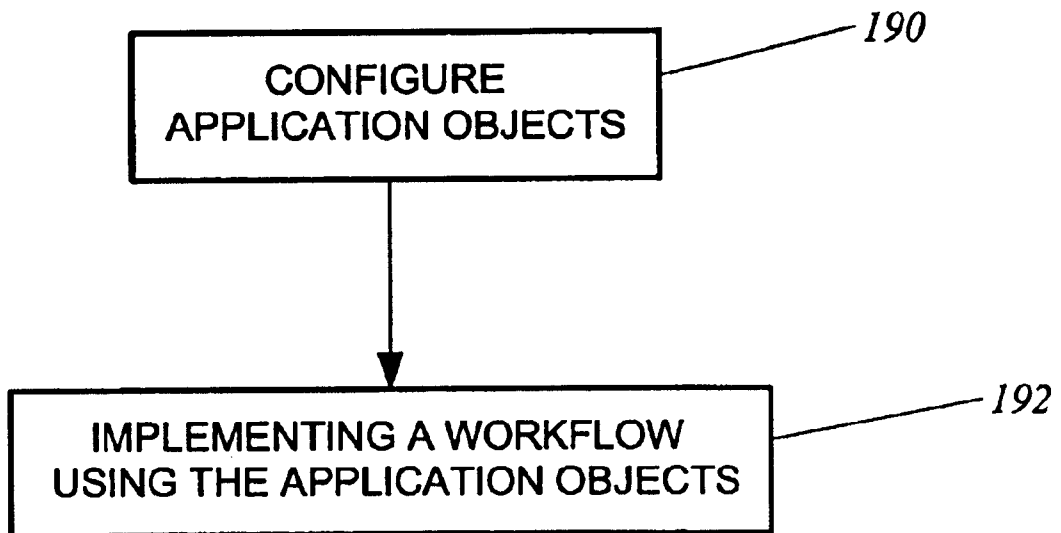 190
CONFIGURE
APPLICATION OBJECTS
192
IMPLEMENTING A WORKFLOW
USING THE APPLICATION OBJECTS